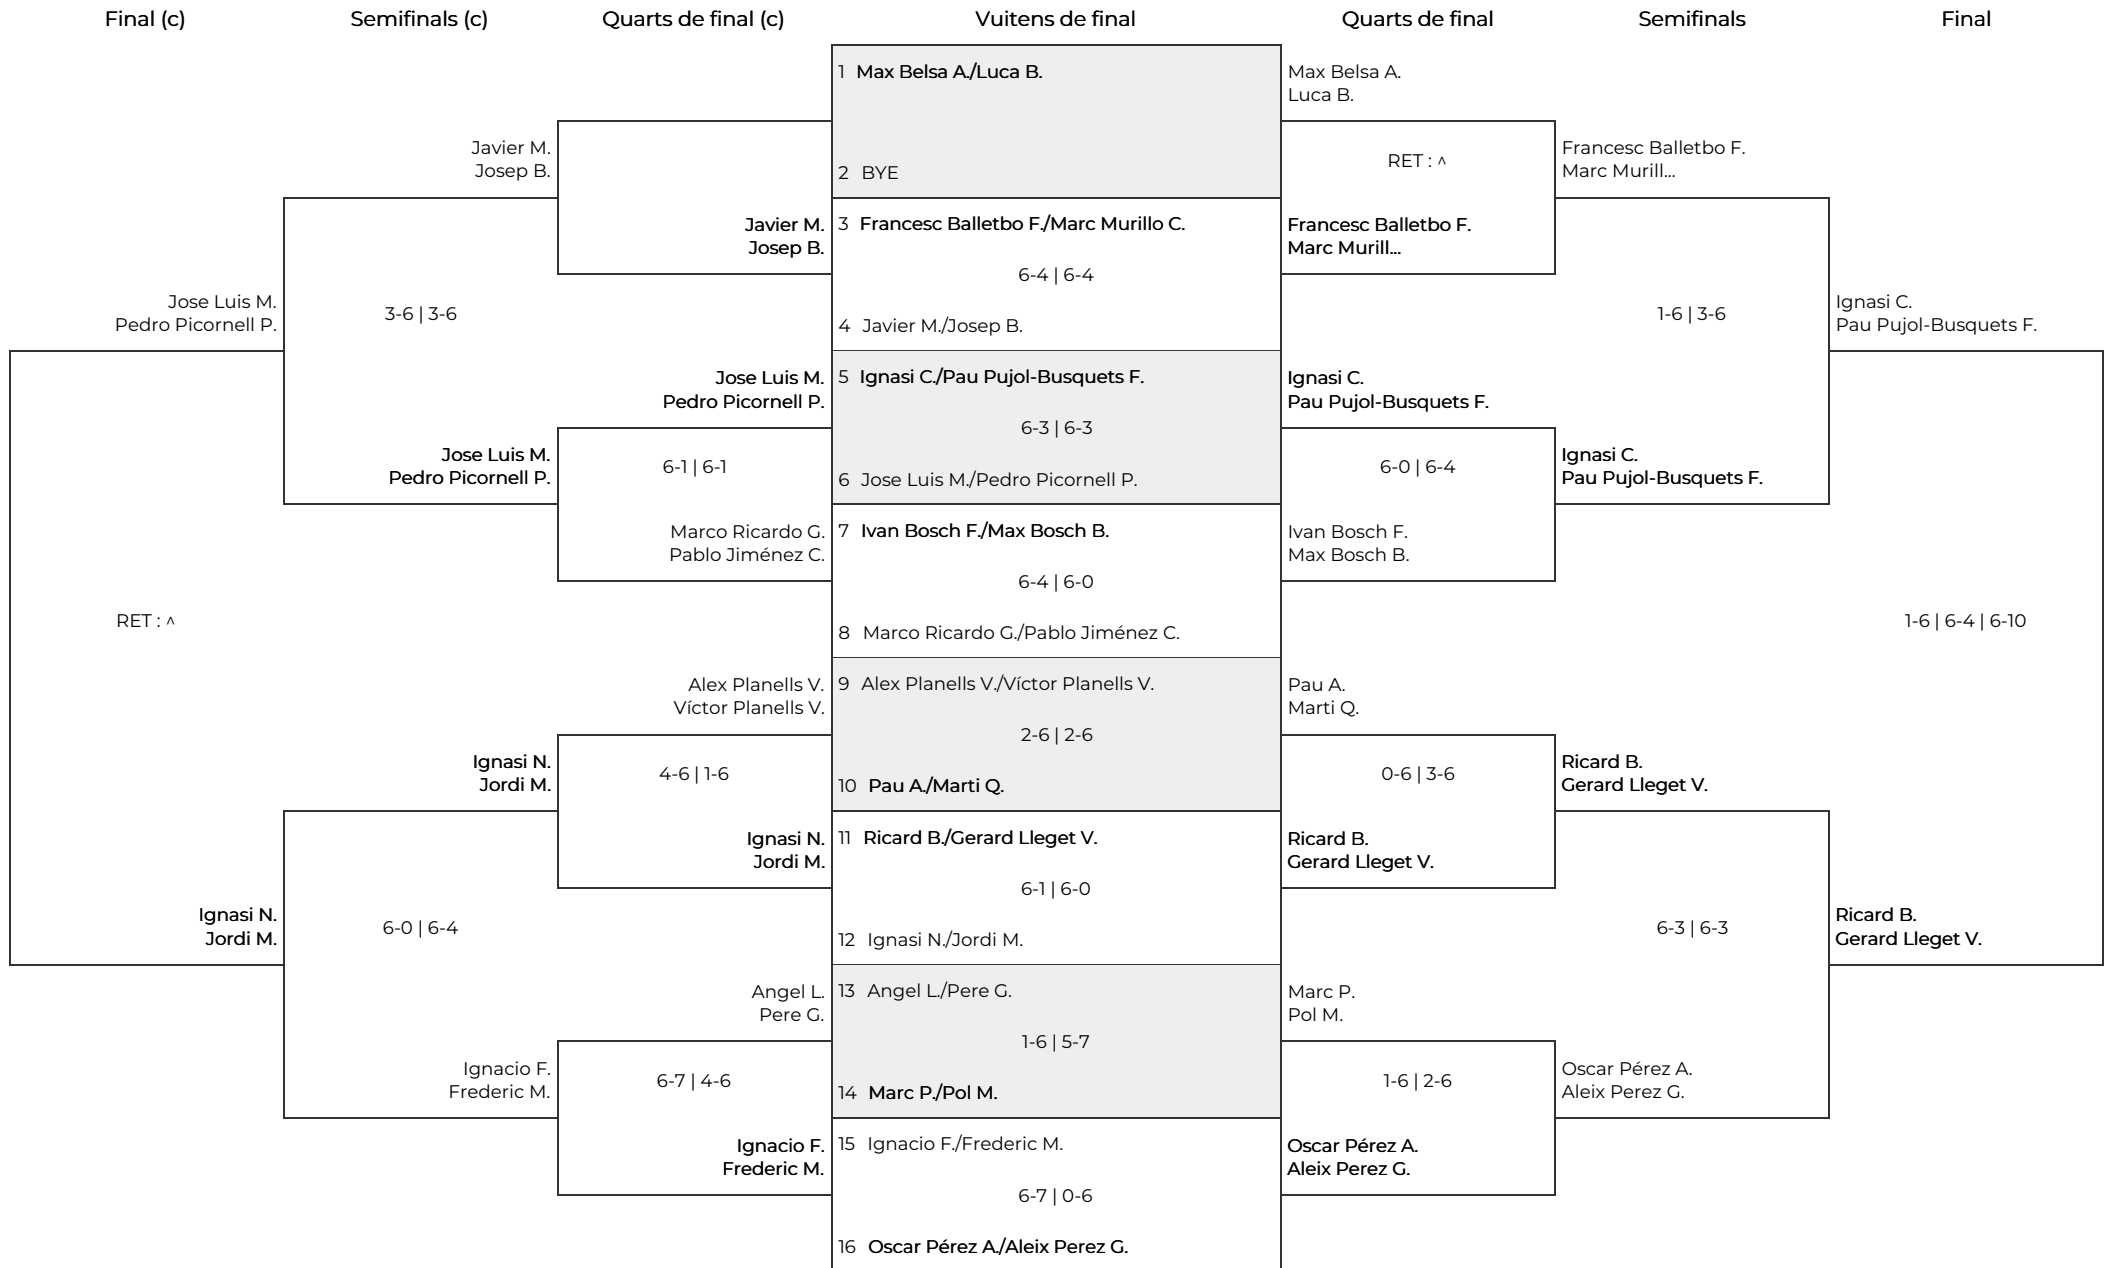 Final (c)
Semifinals (c)
Quarts de final (c)
Vuitens de final
Quarts de final
Semifinals
Final
Jose Luis M.
Pedro Picornell P.
RET : ^
Ignasi N.
Jordi M.
Javier M.
Josep B.
3-6 | 3-6
Jose Luis M.
Pedro Picornell P.
Ignasi N.
Jordi M.
6-0 | 6-4
Ignacio F.
Frederic M.
Javier M.
Josep B.
Jose Luis M.
Pedro Picornell P.
6-1 | 6-1
Marco Ricardo G.
Pablo Jiménez C.
Alex Planells V.
Víctor Planells V.
4-6 | 1-6
Ignasi N.
Jordi M.
Angel L.
Pere G.
6-7 | 4-6
Ignacio F.
Frederic M.
1 Max Belsa A./Luca B.
2 BYE
3 Francesc Balletbo F./Marc Murillo C.
6-4 | 6-4
4 Javier M./Josep B.
5 Ignasi C./Pau Pujol-Busquets F.
6-3 | 6-3
6 Jose Luis M./Pedro Picornell P.
7 Ivan Bosch F./Max Bosch B.
6-4 | 6-0
8 Marco Ricardo G./Pablo Jiménez C.
9 Alex Planells V./Víctor Planells V.
2-6 | 2-6
10 Pau A./Marti Q.
11 Ricard B./Gerard Lleget V.
6-1 | 6-0
12 Ignasi N./Jordi M.
13 Angel L./Pere G.
1-6 | 5-7
14 Marc P./Pol M.
15 Ignacio F./Frederic M.
6-7 | 0-6
16 Oscar Pérez A./Aleix Perez G.
Max Belsa A.
Luca B.
RET : ^
Francesc Balletbo F.
Marc Murill...
Ignasi C.
Pau Pujol-Busquets F.
6-0 | 6-4
Ivan Bosch F.
Max Bosch B.
Pau A.
Marti Q.
0-6 | 3-6
Ricard B.
Gerard Lleget V.
Marc P.
Pol M.
1-6 | 2-6
Oscar Pérez A.
Aleix Perez G.
Francesc Balletbo F.
Marc Murill...
1-6 | 3-6
Ignasi C.
Pau Pujol-Busquets F.
Ricard B.
Gerard Lleget V.
6-3 | 6-3
Oscar Pérez A.
Aleix Perez G.
Ignasi C.
Pau Pujol-Busquets F.
1-6 | 6-4 | 6-10
Ricard B.
Gerard Lleget V.